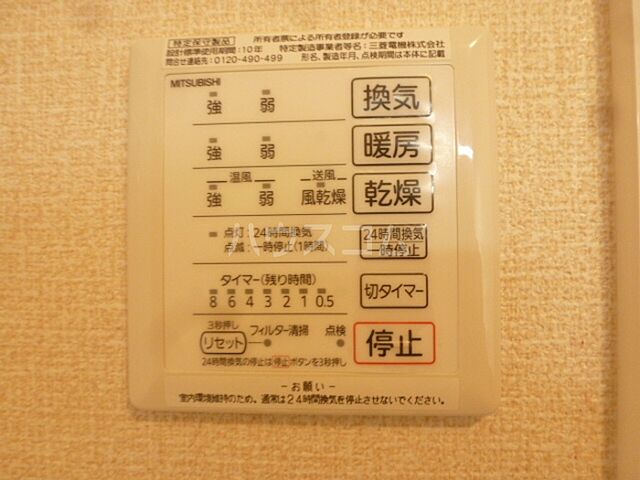 特定保守製品 所有者票による所有者登録が必要です
設計標準使用期間:10年 特定製造事業者等名:三菱電機株式会社
問合せ連絡先:0120-490-499 形名、製造年月、点検期間は本体に記載
MITSUBISHI
強 弱 換気
強 弱 暖房
温風 送風
強 弱 風乾燥 乾燥
点灯:24時間換気
点滅:一時停止(1時間)
24時間換気
一時停止
タイマー(残り時間)
8 6 4 3 2 1 0.5
切タイマー
3秒押し
リセット フィルター清掃 点検
停止
24時間換気の停止は停止ボタンを3秒押し
-お願い-
室内環境維持のため。通常は24時間換気を停止させないでください。
ハウスコム